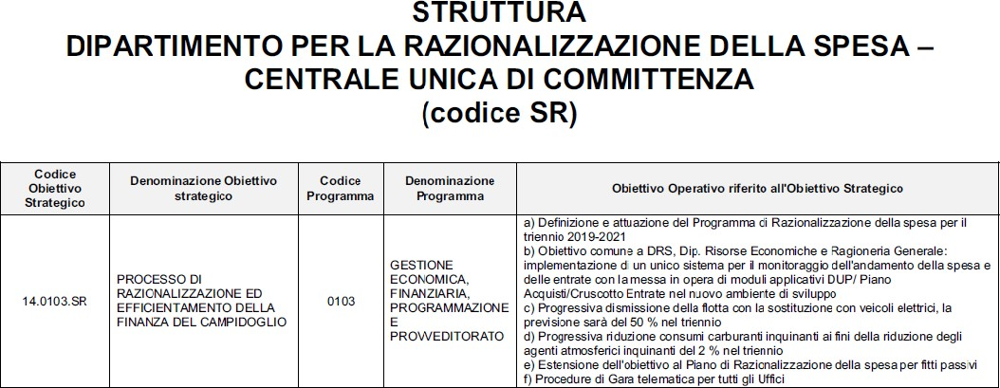 STRUTTURA
DIPARTIMENTO PER LA RAZIONALIZZAZIONE DELLA SPESA –
CENTRALE UNICA DI COMMITTENZA
(codice SR)
Codice
Obiettivo
Strategico
Denominazione Obiettivo
strategico
Codice
Programma
Denominazione
Programma
Obiettivo Operativo riferito all'Obiettivo Strategico
14.0103.SR
PROCESSO DI
RAZIONALIZZAZIONE ED
EFFICIENTAMENTO DELLA
FINANZA DEL CAMPIDOGLIO
0103
GESTIONE
ECONOMICA,
FINANZIARIA,
PROGRAMMAZIONE
E
PROVVEDITORATO
a) Definizione e attuazione del Programma di Razionalizzazione della spesa per il
triennio 2019-2021
b) Obiettivo comune a DRS, Dip. Risorse Economiche e Ragioneria Generale:
implementazione di un unico sistema per il monitoraggio dell'andamento della spesa e
delle entrate con la messa in opera di moduli applicativi DUP/ Piano
Acquisti/Cruscotto Entrate nel nuovo ambiente di sviluppo
c) Progressiva dismissione della flotta con la sostituzione con veicoli elettrici, la
previsione sarà del 50 % nel triennio
d) Progressiva riduzione consumi carburanti inquinanti ai fini della riduzione degli
agenti atmosferici inquinanti del 2 % nel triennio
e) Estensione dell'obiettivo al Piano di Razionalizzazione della spesa per fitti passivi
f) Procedure di Gara telematica per tutti gli Uffici